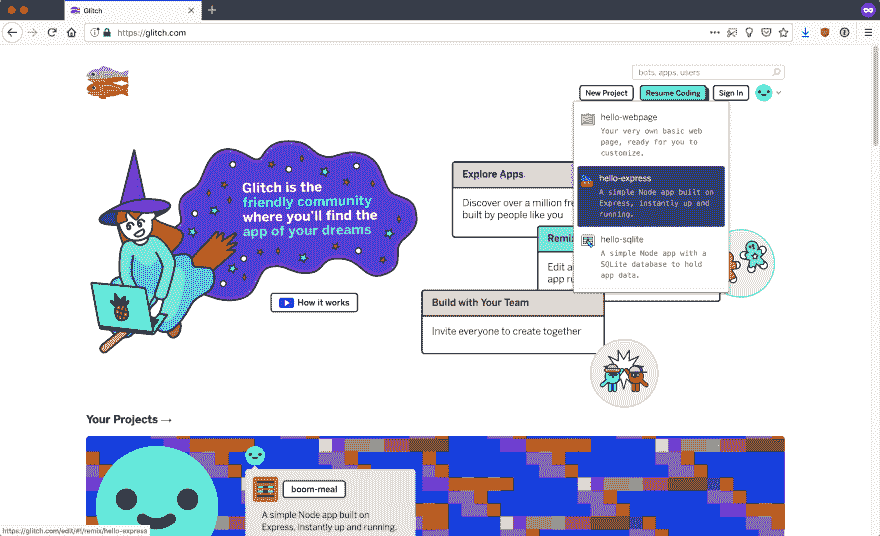 Glitch
https://glitch.com
bots, apps, users
New Project
Resume Coding
Sign In
hello-webpage
Your very own basic web
page, ready for you to
customize.
hello-express
A simple Node app built on
Express, instantly up and
running.
hello-sqlite
A simple Node app with a
SQLite database to hold
app data.
Glitch is the
friendly community
where you'll find the
app of your dreams
How it works
Explore Apps
Discover over a million fre
built by people like you
Remix
Edit a
app ru
Build with Your Team
Invite everyone to create together
Your Projects →
boom-meal
A simple Node app built on
Express, instantly up and running.
https://glitch.com/edit/#!/remix/hello-express